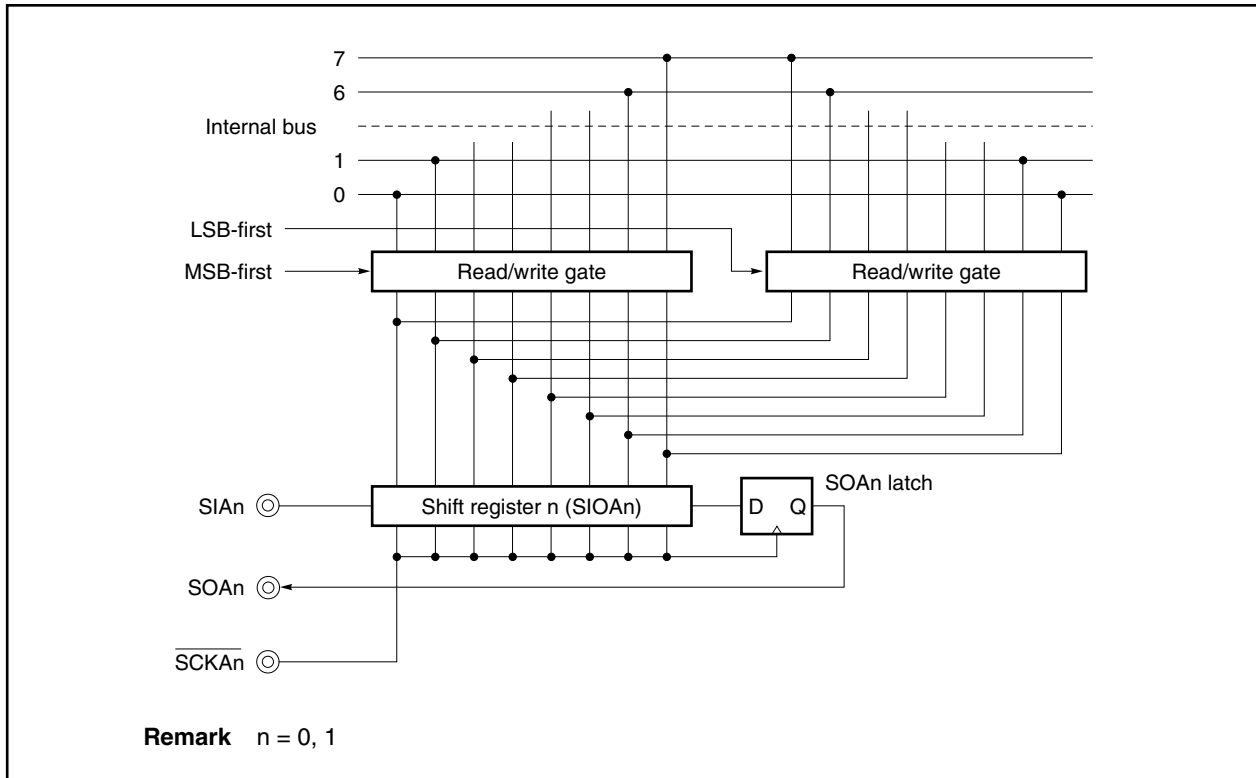 7
6
Internal bus
1
0
LSB-first
MSB-first
Read/write gate
Read/write gate
SOAn latch
SIAn
Shift register n (SIOAn)
D Q
SOAn
SCKAn
Remark n = 0, 1